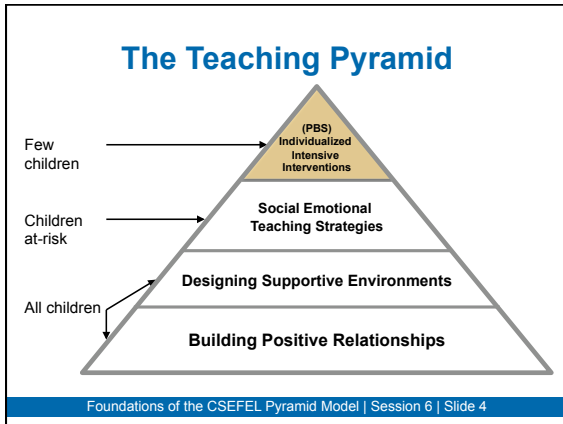 The Teaching Pyramid
(PBS)
Individualized
Intensive
Interventions
Few
children
Social Emotional
Teaching Strategies
Children
at-risk
Designing Supportive Environments
All children
Building Positive Relationships
Foundations of the CSEFEL Pyramid Model | Session 6 | Slide 4